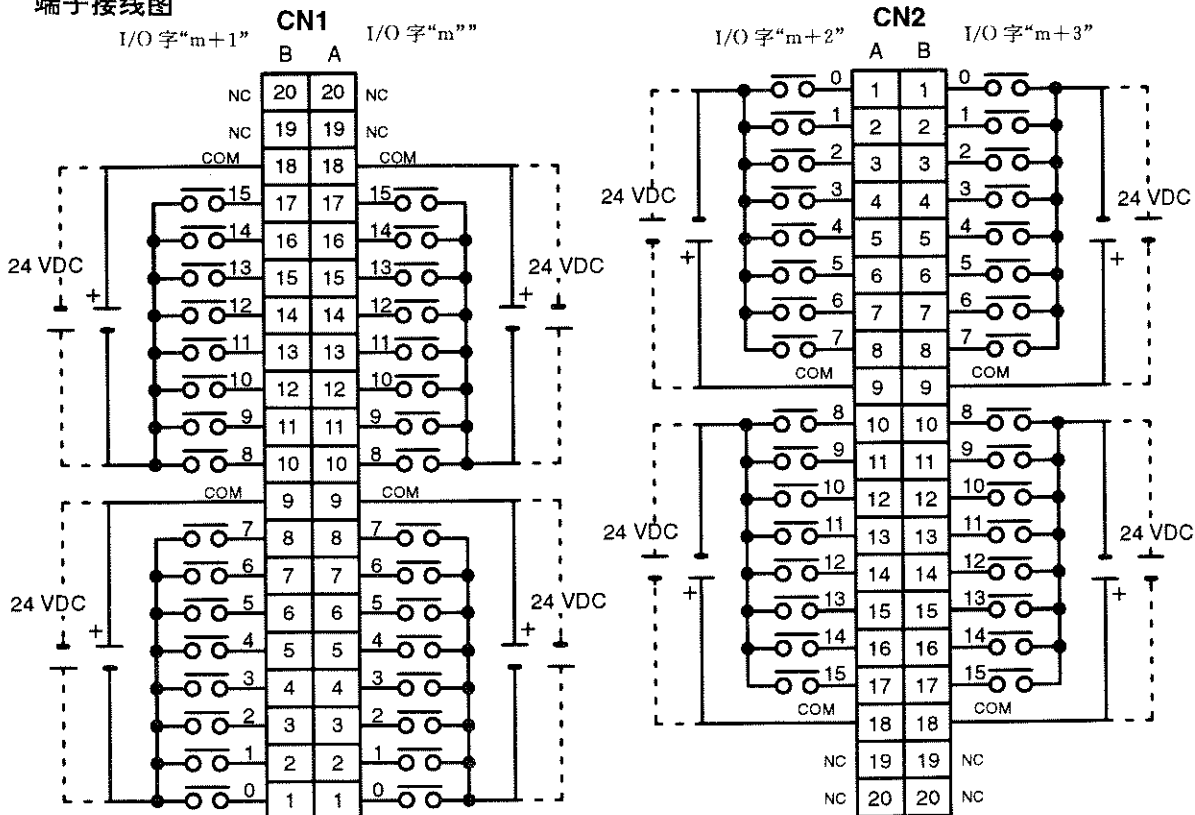 端子接线图
CN1
I/O 字“m+1” I/O 字“m””
B A
NC 20 20 NC
NC 19 19 NC
COM 18 18 COM
15 17 17 15
14 16 16 14
24 VDC 13 15 15 13 24 VDC
+ 12 14 14 12 +
11 13 13 11
10 12 12 10
9 11 11 9
8 10 10 8
COM 9 9 COM
7 8 8 7
6 7 7 6
24 VDC 5 6 6 5 24 VDC
+ 4 5 5 4 +
3 4 4 3
2 3 3 2
1 2 2 1
0 1 1 0
CN2
I/O 字“m+2” I/O 字“m+3”
A B
0 1 1 0
1 2 2 1
2 3 3 2
24 VDC 3 4 4 3 24 VDC
4 5 5 4
+ 5 6 6 5 +
6 7 7 6
7 8 8 7
COM 9 9 COM
8 10 10 8
9 11 11 9
10 12 12 10
24 VDC 11 13 13 11 24 VDC
12 14 14 12
+ 13 15 15 13 +
14 16 16 14
15 17 17 15
COM 18 18 COM
NC 19 19 NC
NC 20 20 NC